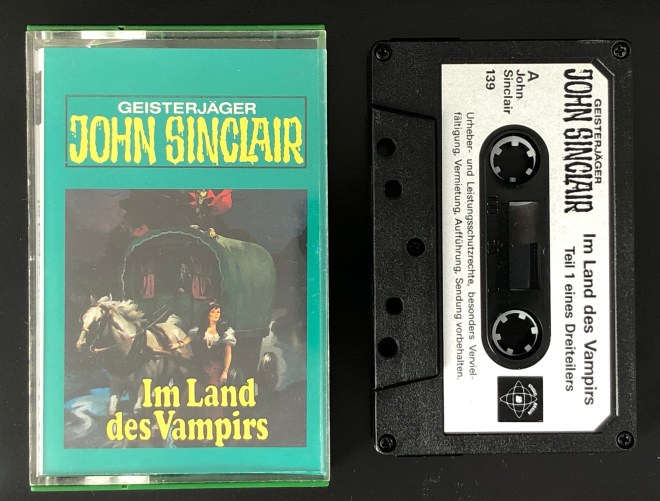 GEISTERJÄGER
JOHN SINCLAIR
Im Land
des Vampirs
GEISTERJÄGER
JOHN SINCLAIR
Im Land des Vampirs
Teil 1 eines Dreiteilers
A
John
Sinclair
139
Urheber- und Leistungsschutzrechte, besonders Verviel-
fältigung, Vermietung, Aufführung, Sendung vorbehalten.